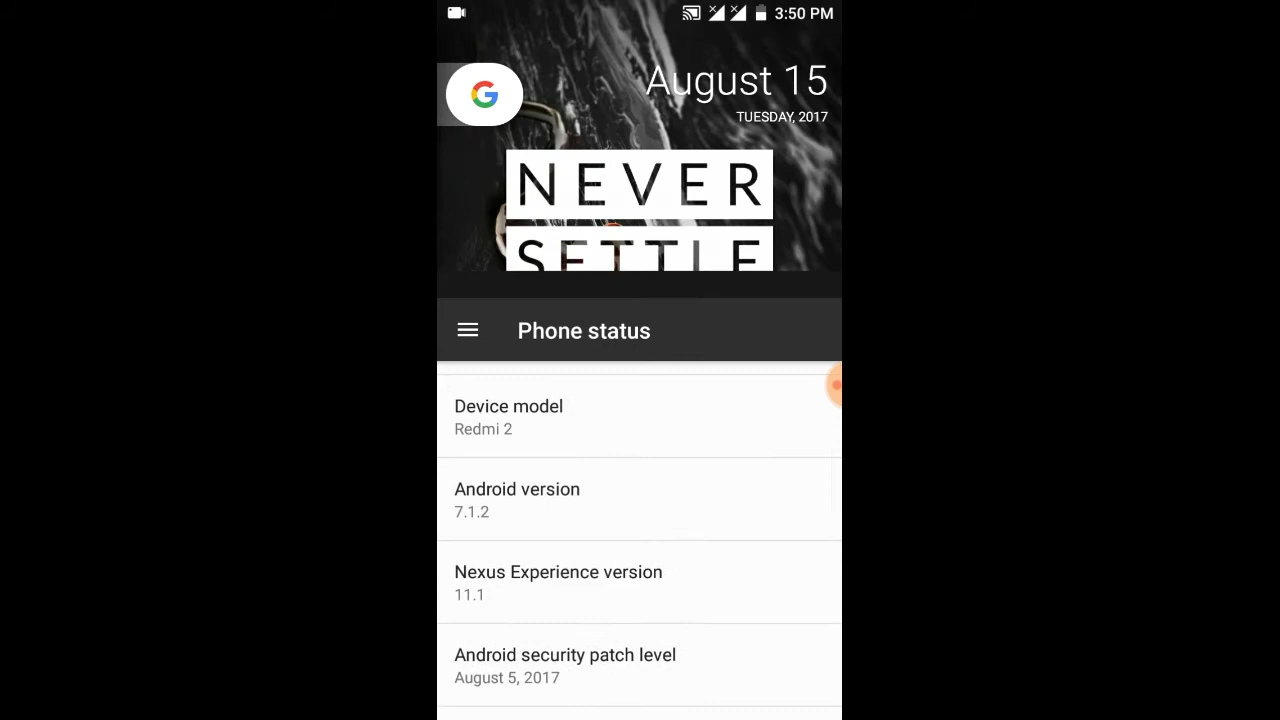 3:50 PM
G
August 15
TUESDAY, 2017
NEVER
SETTLE
Phone status
Device model
Redmi 2
Android version
7.1.2
Nexus Experience version
11.1
Android security patch level
August 5, 2017